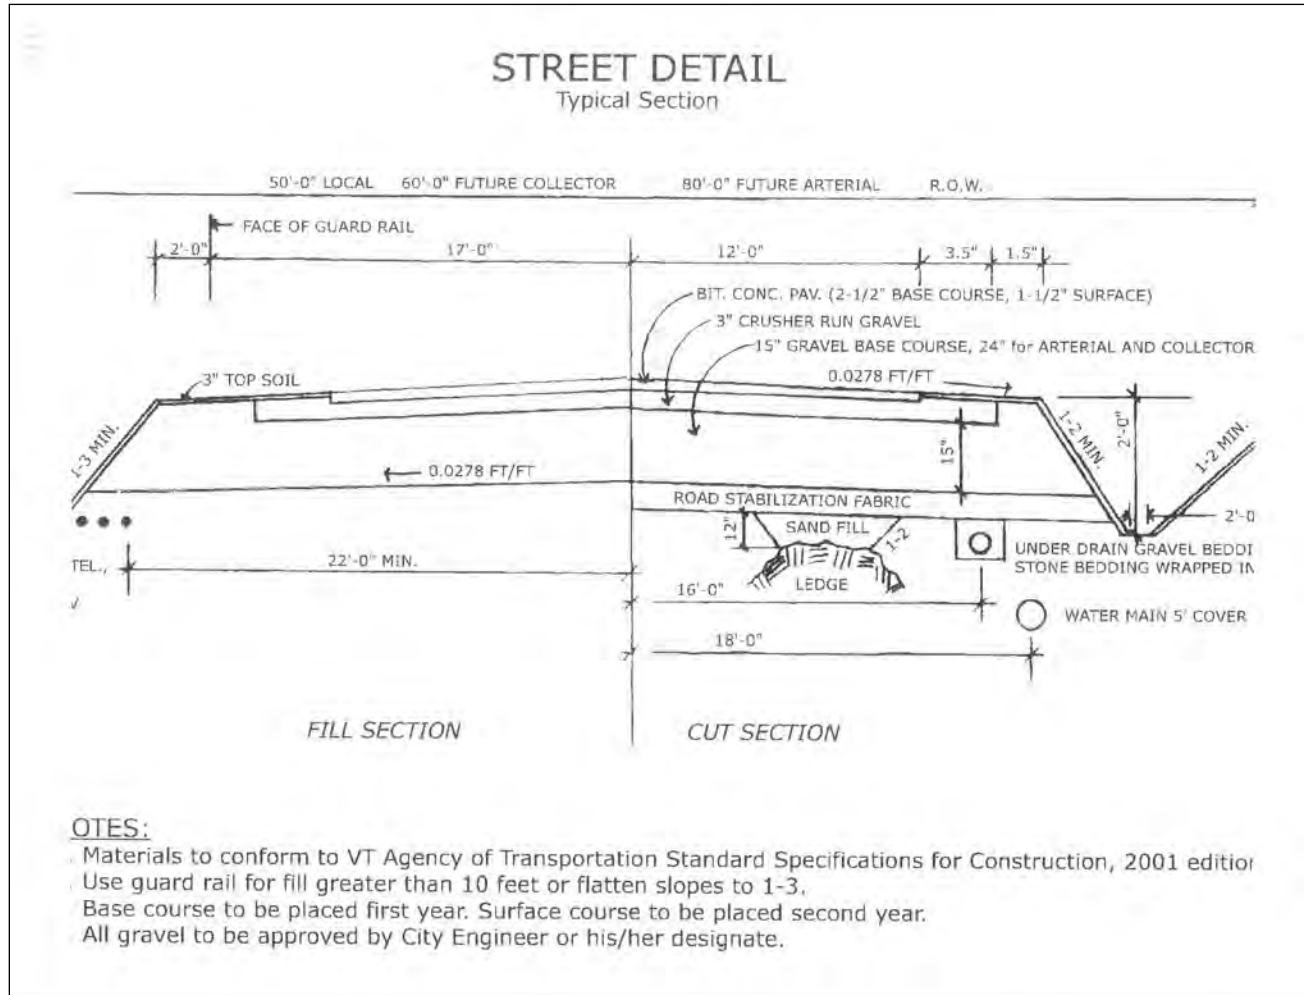 STREET DETAIL
Typical Section
50'-0" LOCAL 60'-0" FUTURE COLLECTOR 80'-0" FUTURE ARTERIAL R.O.W.
FACE OF GUARD RAIL
2'-0" 17'-0" 12'-0" 3.5" 1.5"
BIT. CONC. PAV. (2-1/2" BASE COURSE, 1-1/2" SURFACE)
3" CRUSHER RUN GRAVEL
15" GRAVEL BASE COURSE, 24" for ARTERIAL AND COLLECTOR
3" TOP SOIL
0.0278 FT/FT
1-3 MIN.
1-2 MIN.
2'-0"
1-2 MIN.
15"
0.0278 FT/FT
ROAD STABILIZATION FABRIC
12"
SAND FILL
1-2
2'-0
LEDGE
UNDER DRAIN GRAVEL BEDDI
STONE BEDDING WRAPPED IN
TEL.,
22'-0" MIN.
16'-0"
WATER MAIN 5' COVER
18'-0"
FILL SECTION
CUT SECTION
OTES:
Materials to conform to VT Agency of Transportation Standard Specifications for Construction, 2001 edition
Use guard rail for fill greater than 10 feet or flatten slopes to 1-3.
Base course to be placed first year. Surface course to be placed second year.
All gravel to be approved by City Engineer or his/her designate.